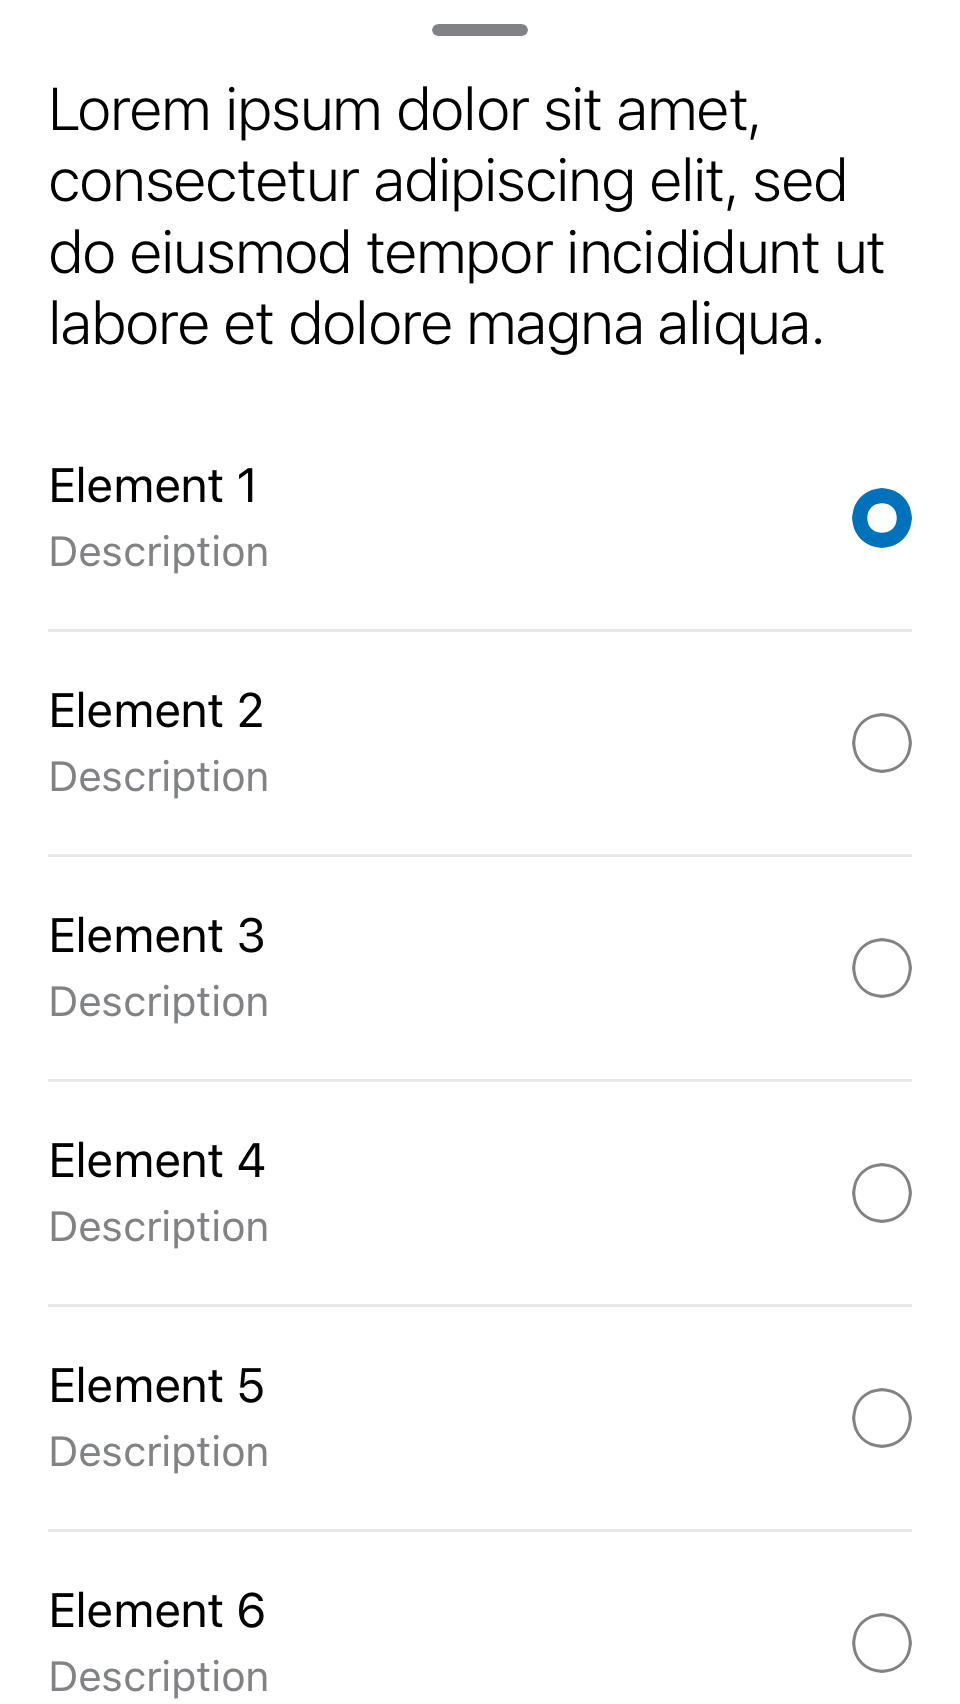 Lorem ipsum dolor sit amet,
consectetur adipiscing elit, sed
do eiusmod tempor incididunt ut
labore et dolore magna aliqua.
Element 1
Description
Element 2
Description
Element 3
Description
Element 4
Description
Element 5
Description
Element 6
Description